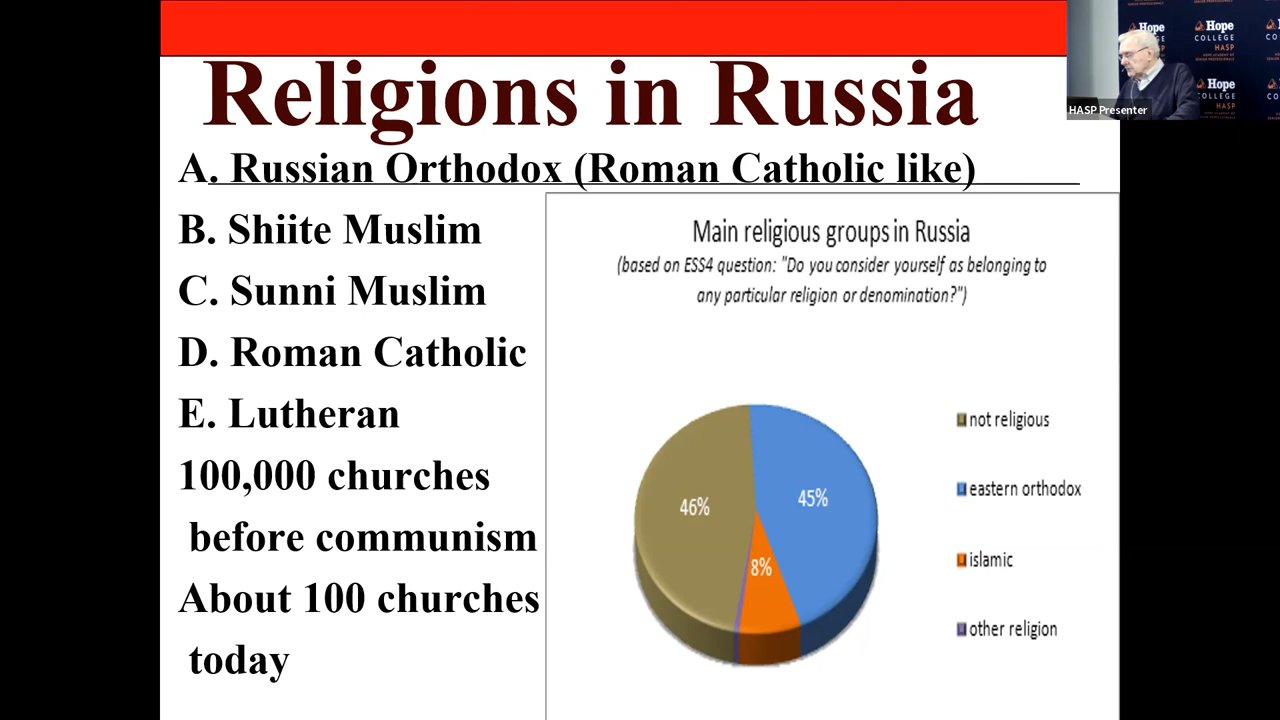 Religions in Russia
A. Russian Orthodox (Roman Catholic like)
B. Shiite Muslim
C. Sunni Muslim
D. Roman Catholic
E. Lutheran
100,000 churches
before communism
About 100 churches
today
Main religious groups in Russia
(based on ESS4 question: "Do you consider yourself as belonging to
any particular religion or denomination?")
46%
45%
8%
not religious
eastern orthodox
islamic
other religion
Hope
COLLEGE
HASP
Hope
COLLEGE
HASP
HASP Presenter